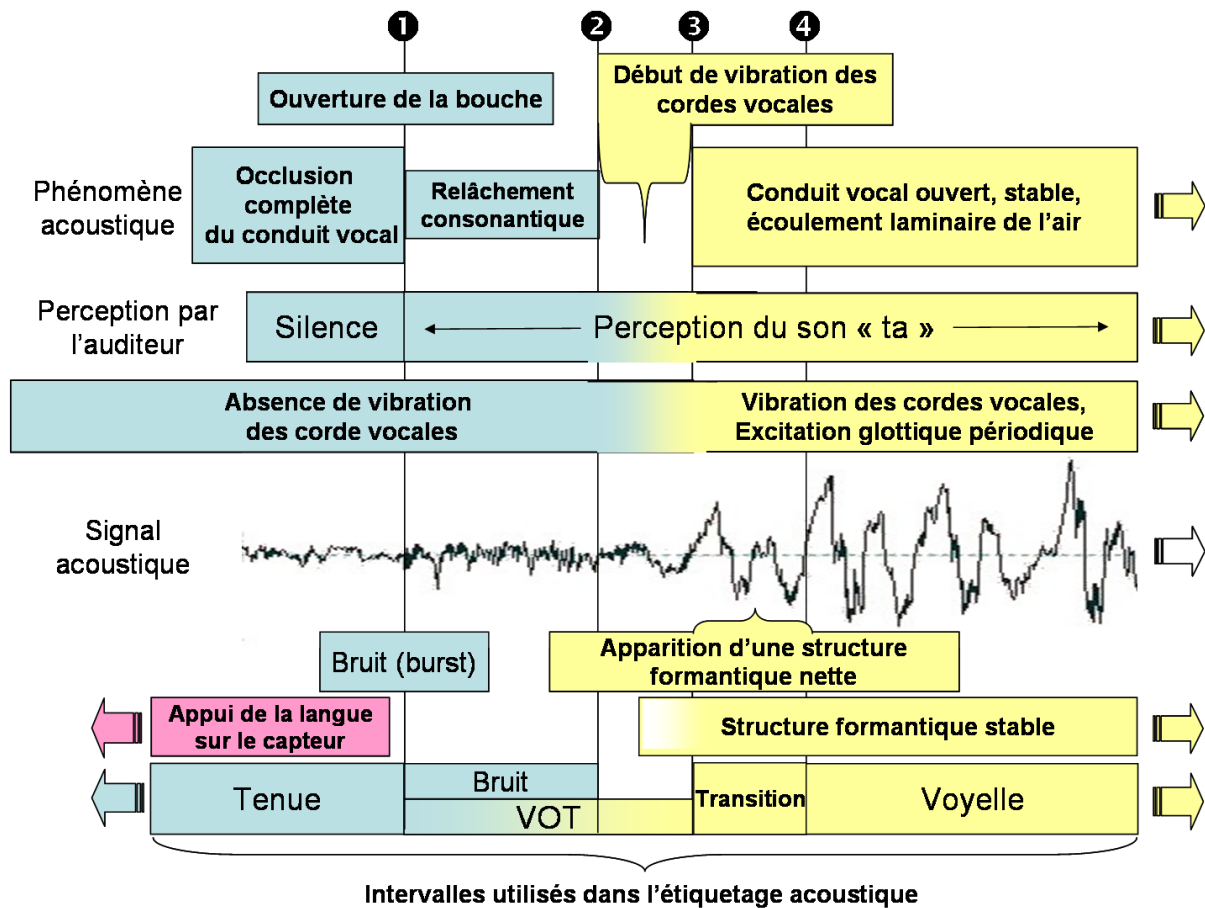 1 2 3 4
Début de vibration des
cordes vocales
Ouverture de la bouche
Phénomène
acoustique
Occlusion
complète
du conduit vocal
Relâchement
consonantique
Conduit vocal ouvert, stable,
écoulement laminaire de l’air
Perception par
l’auditeur
Silence
Perception du son « ta »
Absence de vibration
des corde vocales
Vibration des cordes vocales,
Excitation glottique périodique
Signal
acoustique
Bruit (burst)
Apparition d’une structure
formantique nette
Appui de la langue
sur le capteur
Structure formantique stable
Tenue
Bruit
VOT
Transition
Voyelle
Intervalles utilisés dans l’étiquetage acoustique